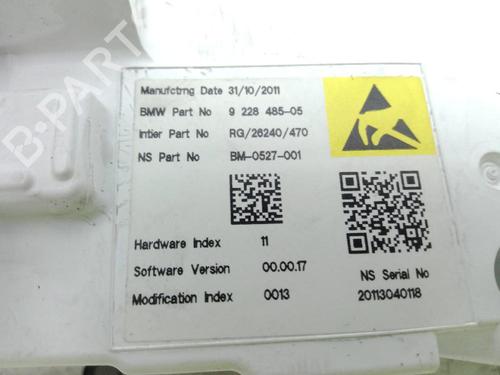 B-PARTS
Manufctrng Date 31/10/2011
BMW Part No 9 228 485-05
Intier Part No RG/26240/470
NS Part No BM-0527-001
Hardware Index 11
Software Version 00.00.17
Modification Index 0013
NS Serial No
20113040118